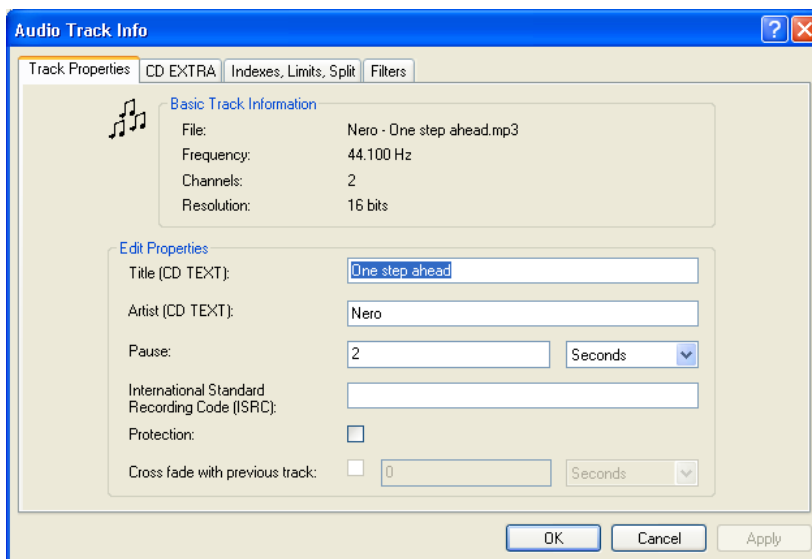 Audio Track Info
Track Properties CD EXTRA Indexes, Limits, Split Filters
Basic Track Information
File: Nero - One step ahead.mp3
Frequency: 44.100 Hz
Channels: 2
Resolution: 16 bits
Edit Properties
Title (CD TEXT): One step ahead
Artist (CD TEXT): Nero
Pause: 2 Seconds
International Standard
Recording Code (ISRC):
Protection:
Cross fade with previous track: 0 Seconds
OK Cancel Apply